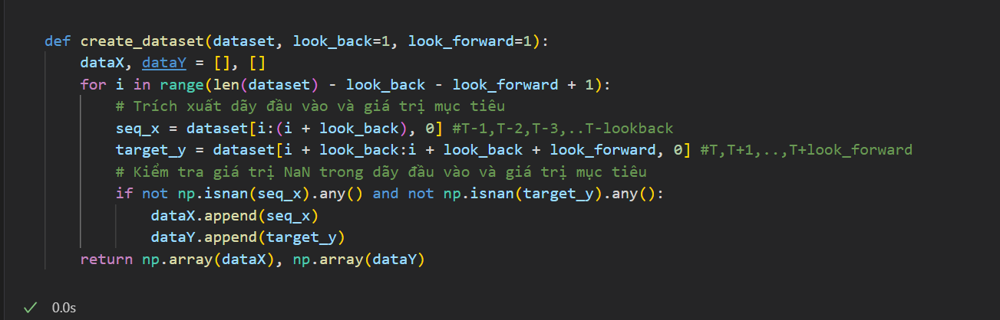 def create_dataset(dataset, look_back=1, look_forward=1):
    dataX, dataY = [], []
    for i in range(len(dataset) - look_back - look_forward + 1):
        # Trích xuất dãy đầu vào và giá trị mục tiêu
        seq_x = dataset[i:(i + look_back), 0] #T-1,T-2,T-3,..T-lookback
        target_y = dataset[i + look_back:i + look_back + look_forward, 0] #T,T+1,..,T+look_forward
        # Kiểm tra giá trị NaN trong dãy đầu vào và giá trị mục tiêu
        if not np.isnan(seq_x).any() and not np.isnan(target_y).any():
            dataX.append(seq_x)
            dataY.append(target_y)
    return np.array(dataX), np.array(dataY)
0.0s